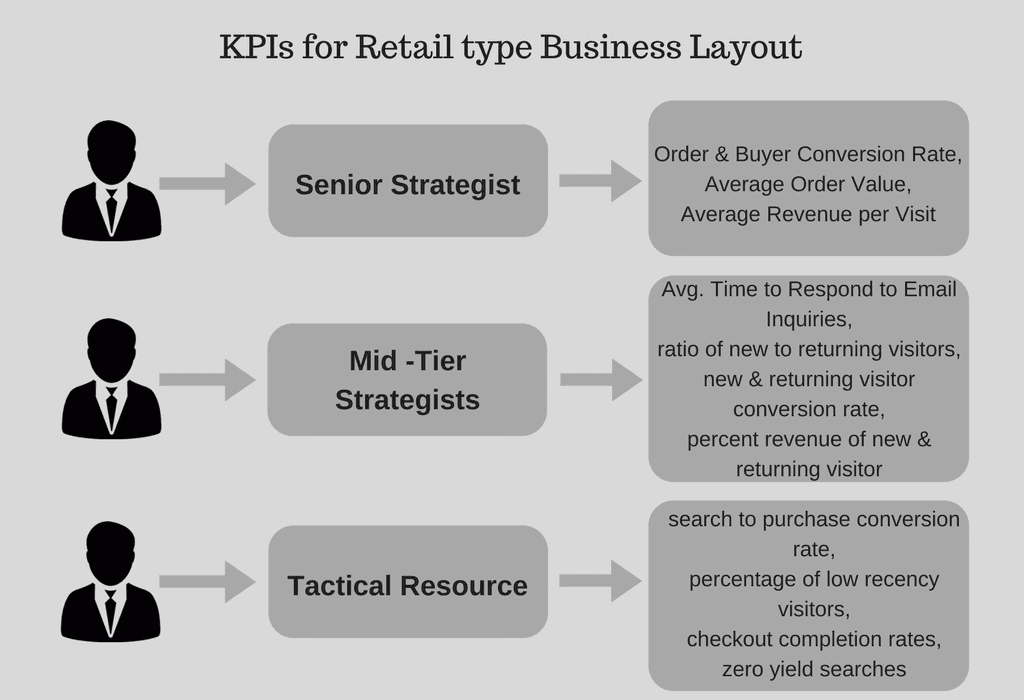 KPIs for Retail type Business Layout
Senior Strategist
Order & Buyer Conversion Rate,
Average Order Value,
Average Revenue per Visit
Mid -Tier
Strategists
Avg. Time to Respond to Email
Inquiries,
ratio of new to returning visitors,
new & returning visitor
conversion rate,
percent revenue of new &
returning visitor
Tactical Resource
search to purchase conversion
rate,
percentage of low recency
visitors,
checkout completion rates,
zero yield searches